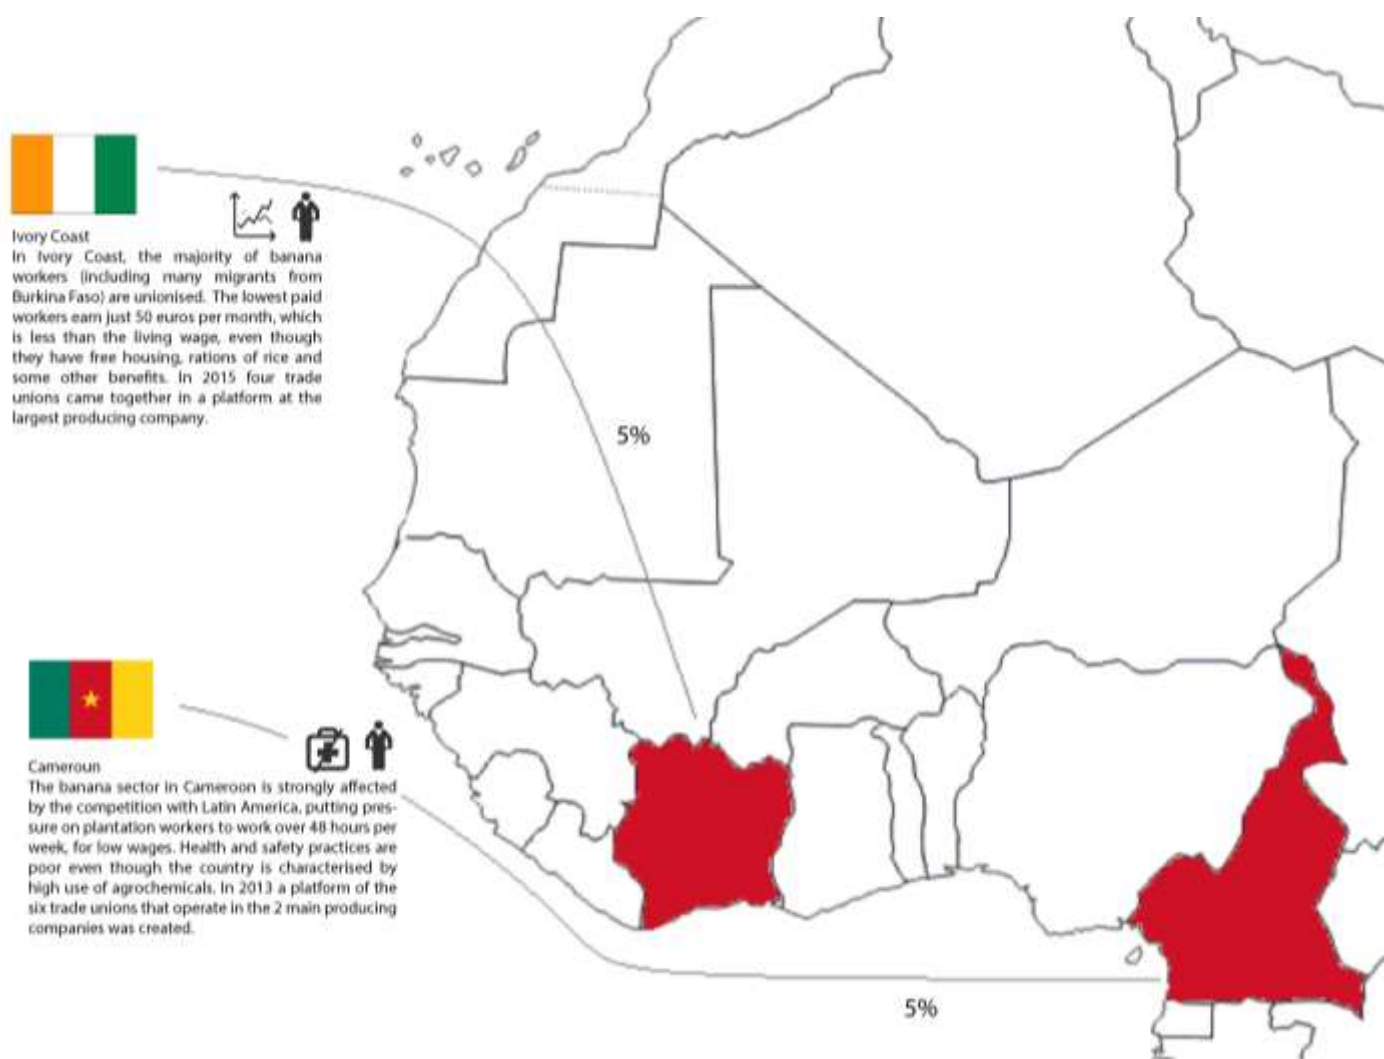 Ivory Coast
In Ivory Coast, the majority of banana
workers (including many migrants from
Burkina Faso) are unionised. The lowest paid
workers earn just 50 euros per month, which
is less than the living wage, even though
they have free housing, rations of rice and
some other benefits. In 2015 four trade
unions came together in a platform at the
largest producing company.
5%
Cameroun
The banana sector in Cameroon is strongly affected
by the competition with Latin America, putting pres-
sure on plantation workers to work over 48 hours per
week, for low wages. Health and safety practices are
poor even though the country is characterised by
high use of agrochemicals. In 2013 a platform of the
six trade unions that operate in the 2 main producing
companies was created.
5%